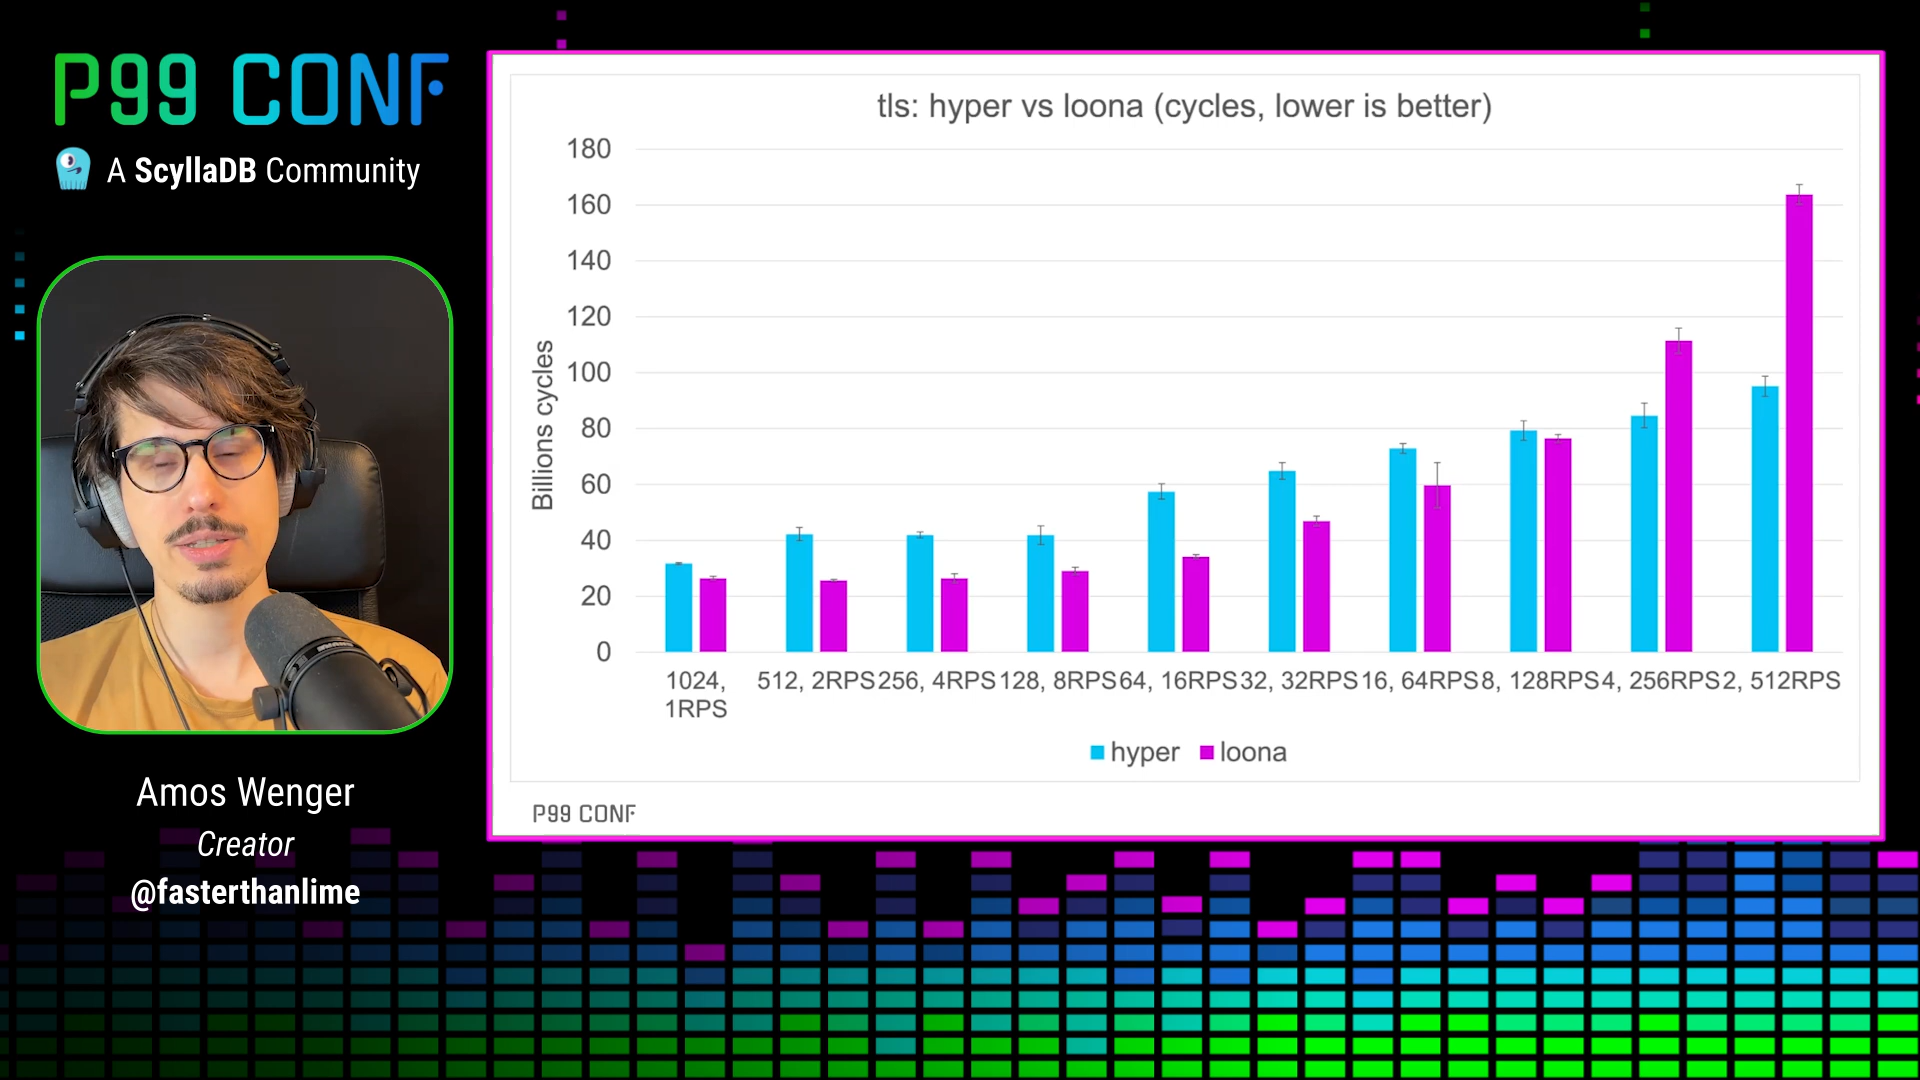 P99 CONF
A ScyllaDB Community
Amos Wenger
Creator
@fasterthanlime
tls: hyper vs loona (cycles, lower is better)
Billions cycles
180
160
140
120
100
80
60
40
20
0
1024, 1RPS
512, 2RPS
256, 4RPS
128, 8RPS
64, 16RPS
32, 32RPS
16, 64RPS
8, 128RPS
4, 256RPS
2, 512RPS
hyper
loona
P99 CONF